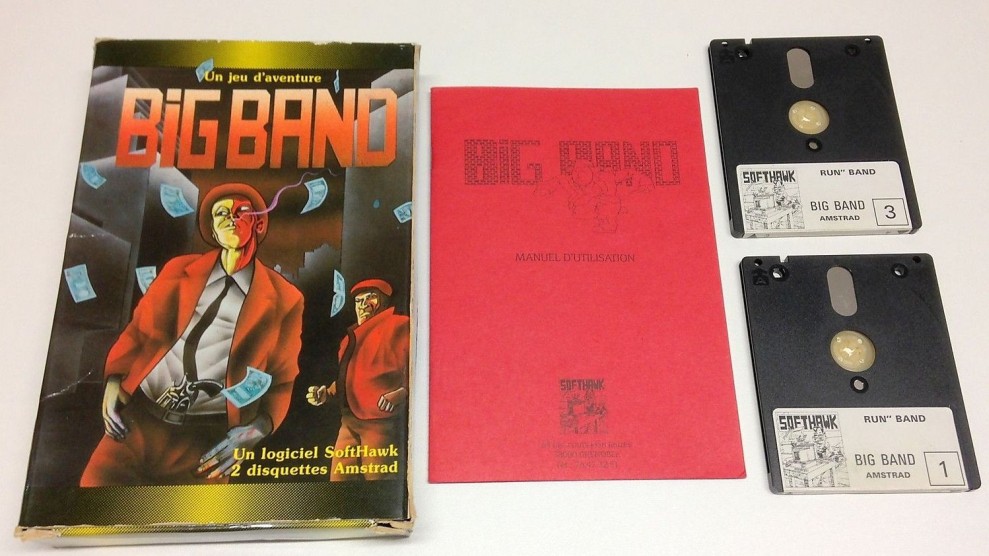 Un jeu d'aventure
BiG BAND
Un logiciel SoftHawk
2 disquettes Amstrad
BiG BAND
MANUEL D'UTILISATION
SOFTHAWK
SOFTHAWK
RUN" BAND
BIG BAND
AMSTRAD
3
SOFTHAWK
RUN" BAND
BIG BAND
AMSTRAD
1